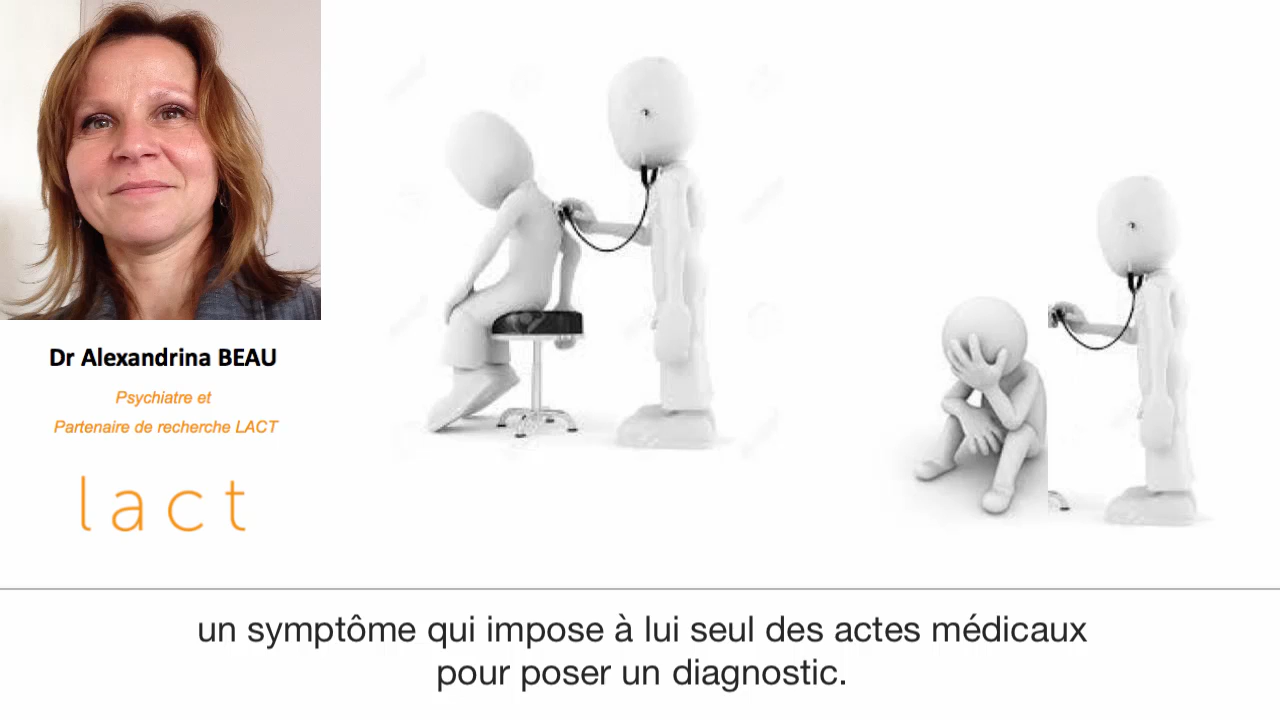 Dr Alexandrina BEAU
Psychiatre et
Partenaire de recherche LACT
lact
un symptôme qui impose à lui seul des actes médicaux
pour poser un diagnostic.